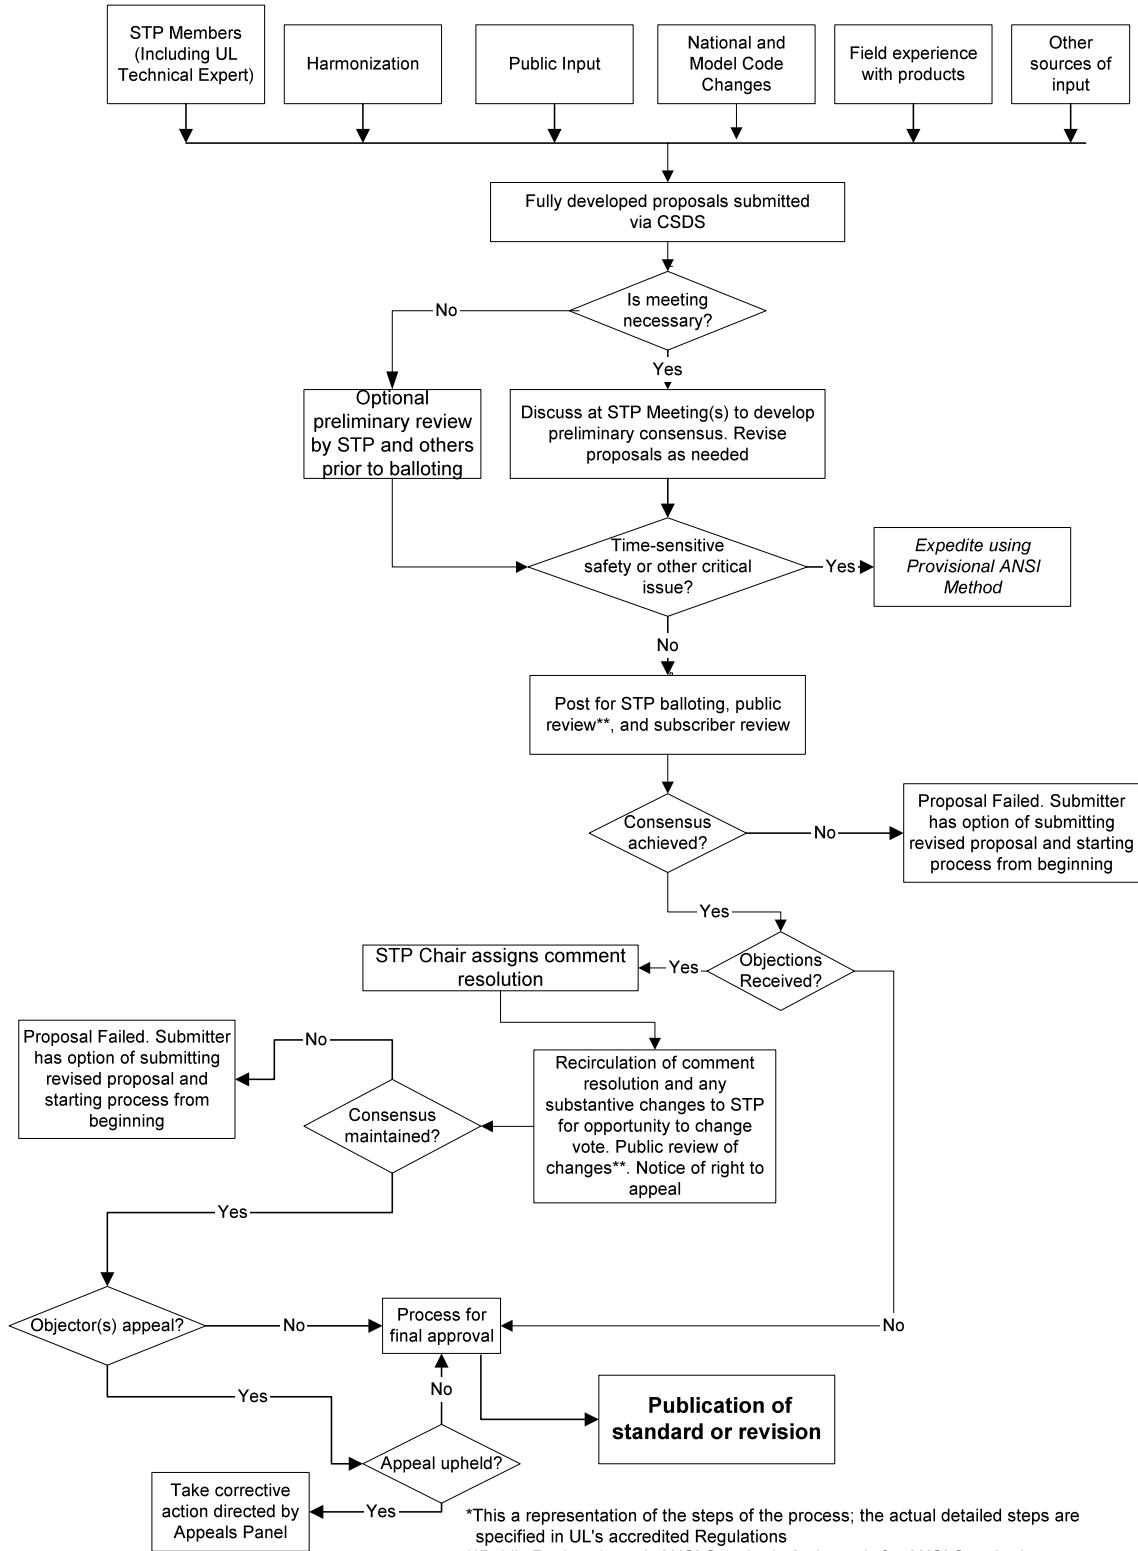 STP Members
(Including UL
Technical Expert)
Harmonization
Public Input
National and
Model Code
Changes
Field experience
with products
Other
sources of
input
Fully developed proposals submitted
via CSDS
Is meeting
necessary?
No
Yes
Optional
preliminary review
by STP and others
prior to balloting
Discuss at STP Meeting(s) to develop
preliminary consensus. Revise
proposals as needed
Time-sensitive
safety or other critical
issue?
Yes
Expedite using
Provisional ANSI
Method
No
Post for STP balloting, public
review**, and subscriber review
Consensus
achieved?
No
Proposal Failed. Submitter
has option of submitting
revised proposal and starting
process from beginning
Yes
Objections
Received?
Yes
STP Chair assigns comment
resolution
Proposal Failed. Submitter
has option of submitting
revised proposal and
starting process from
beginning
No
Consensus
maintained?
Recirculation of comment
resolution and any
substantive changes to STP
for opportunity to change
vote. Public review of
changes**. Notice of right to
appeal
Yes
Objector(s) appeal?
No
Process for
final approval
No
Yes
No
Publication of
standard or revision
Appeal upheld?
Yes
Take corrective
action directed by
Appeals Panel
*This a representation of the steps of the process; the actual detailed steps are
specified in UL's accredited Regulations